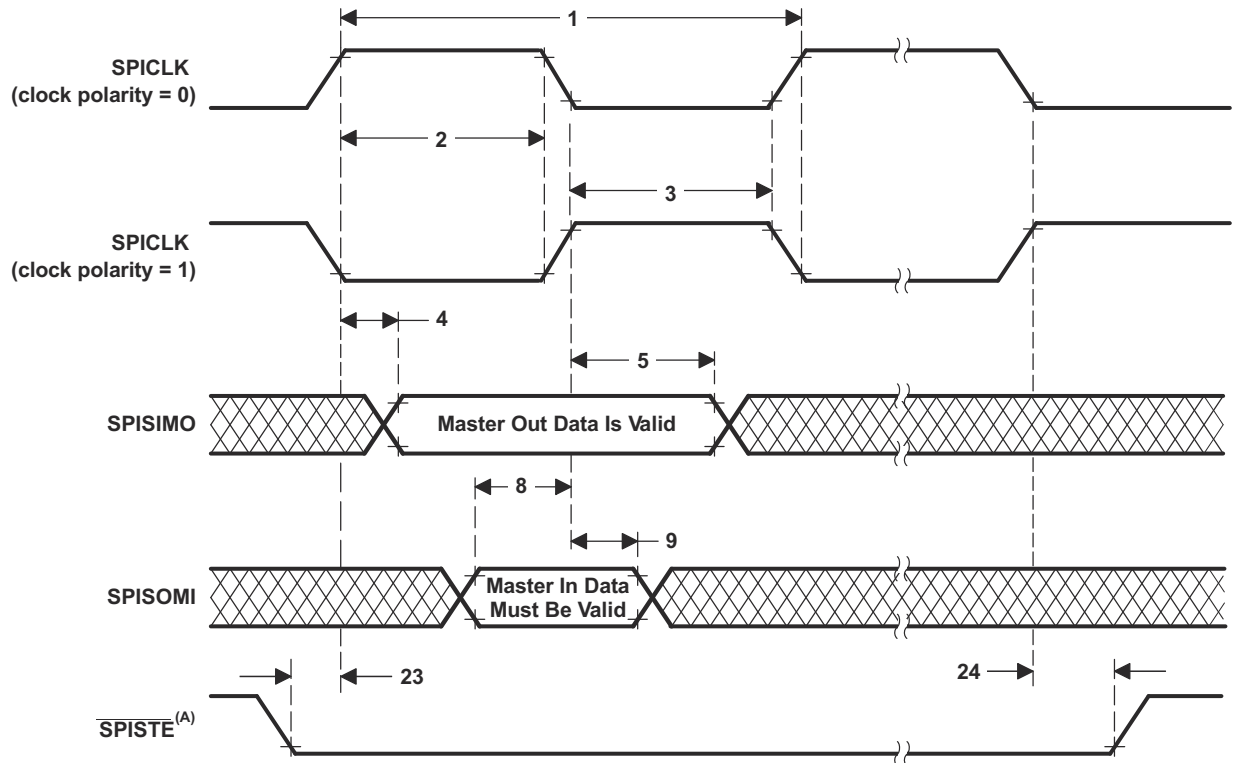 1
SPICLK
(clock polarity = 0)
2
3
SPICLK
(clock polarity = 1)
4
5
SPISIMO
Master Out Data Is Valid
8
9
SPISOMI
Master In Data
Must Be Valid
23
24
SPISTE(A)